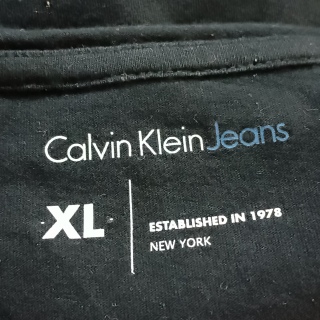 Calvin Klein Jeans
XL
ESTABLISHED IN 1978
NEW YORK